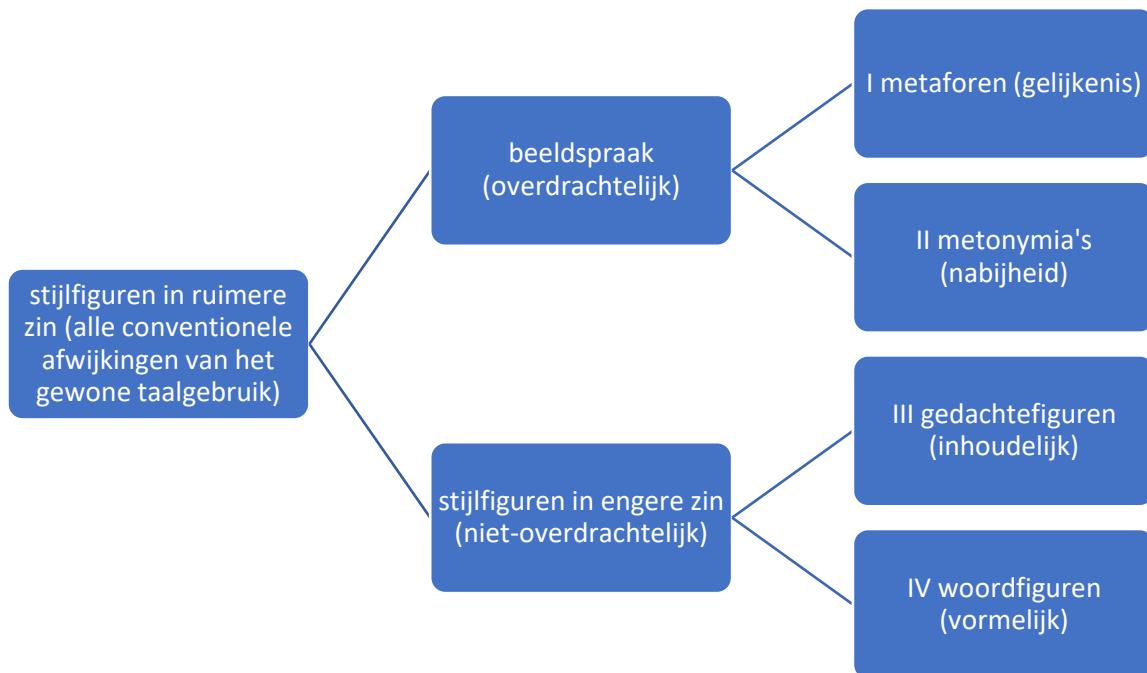 stijlfiguren in ruimere
zin (alle conventionele
afwijkingen van het
gewone taalgebruik)
beeldspraak
(overdrachtelijk)
I metaforen (gelijkenis)
II metonymia's
(nabijheid)
stijlfiguren in engere zin
(niet-overdrachtelijk)
III gedachtefiguren
(inhoudelijk)
IV woordfiguren
(vormelijk)